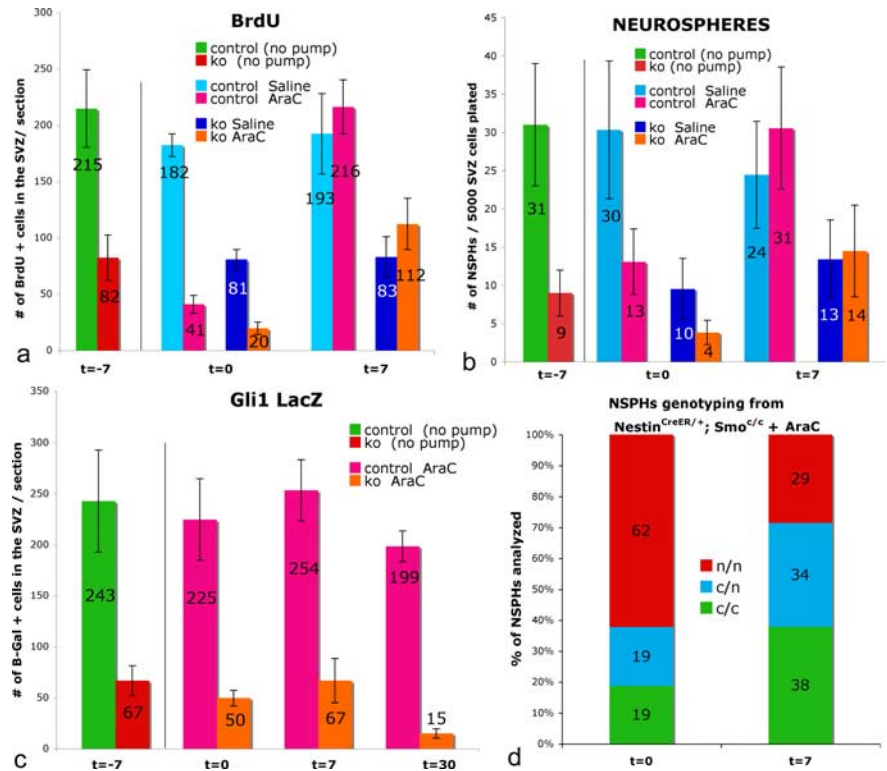 BrdU
# of BrdU + cells in the SVZ/ section
250
200
150
100
50
0
control (no pump)
ko (no pump)
control Saline
control AraC
ko Saline
ko AraC
215
82
182
41
81
20
193
216
83
112
t=-7
t=0
t=7
a
NEUROSPHERES
# of NSPHs / 5000 SVZ cells plated
45
40
35
30
25
20
15
10
5
0
control (no pump)
ko (no pump)
control Saline
control AraC
ko Saline
ko AraC
31
9
30
13
10
4
24
31
13
14
t=-7
t=0
t=7
b
Gli1 LacZ
# of B-Gal + cells in the SVZ / section
350
300
250
200
150
100
50
0
control (no pump)
ko (no pump)
control AraC
ko AraC
243
67
225
50
254
67
199
15
t=-7
t=0
t=7
t=30
c
NSPHs genotyping from
Nestin^CreER/+; Smo^c/c + AraC
% of NSPHs analyzed
100%
90%
80%
70%
60%
50%
40%
30%
20%
10%
0%
62
19
19
29
34
38
n/n
c/n
c/c
t=0
t=7
d